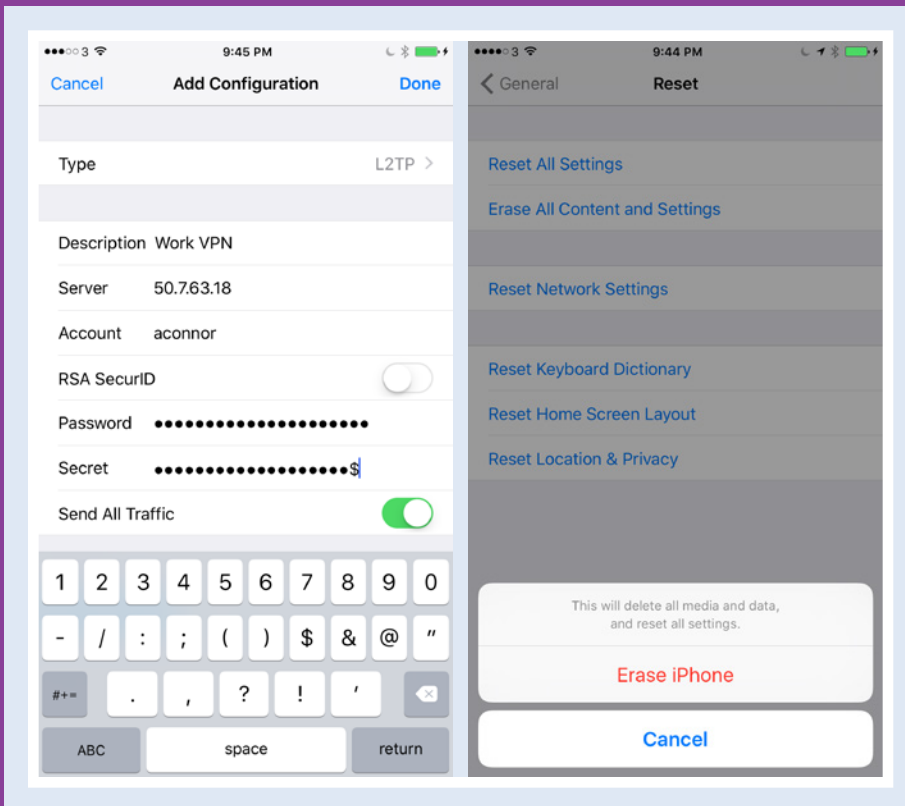 3 9:45 PM
Cancel Add Configuration Done
Type L2TP >
Description Work VPN
Server 50.7.63.18
Account aconnor
RSA SecurID
Password •••••••••••••••••••••
Secret •••••••••••••••••••$
Send All Traffic
1 2 3 4 5 6 7 8 9 0
- / : ; ( ) $ & @ "
#+= . , ? ! '
ABC space return
3 9:44 PM
General Reset
Reset All Settings
Erase All Content and Settings
Reset Network Settings
Reset Keyboard Dictionary
Reset Home Screen Layout
Reset Location & Privacy
This will delete all media and data,
and reset all settings.
Erase iPhone
Cancel